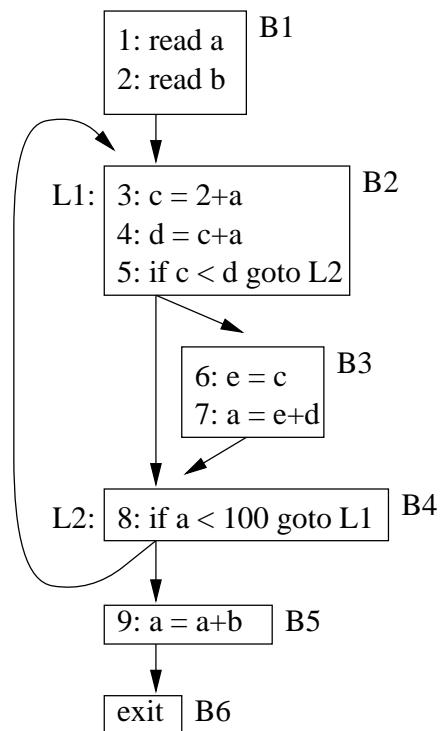 1: read a
2: read b
B1
L1:
3: c = 2+a
4: d = c+a
5: if c < d goto L2
B2
6: e = c
7: a = e+d
B3
L2:
8: if a < 100 goto L1
B4
9: a = a+b
B5
exit
B6